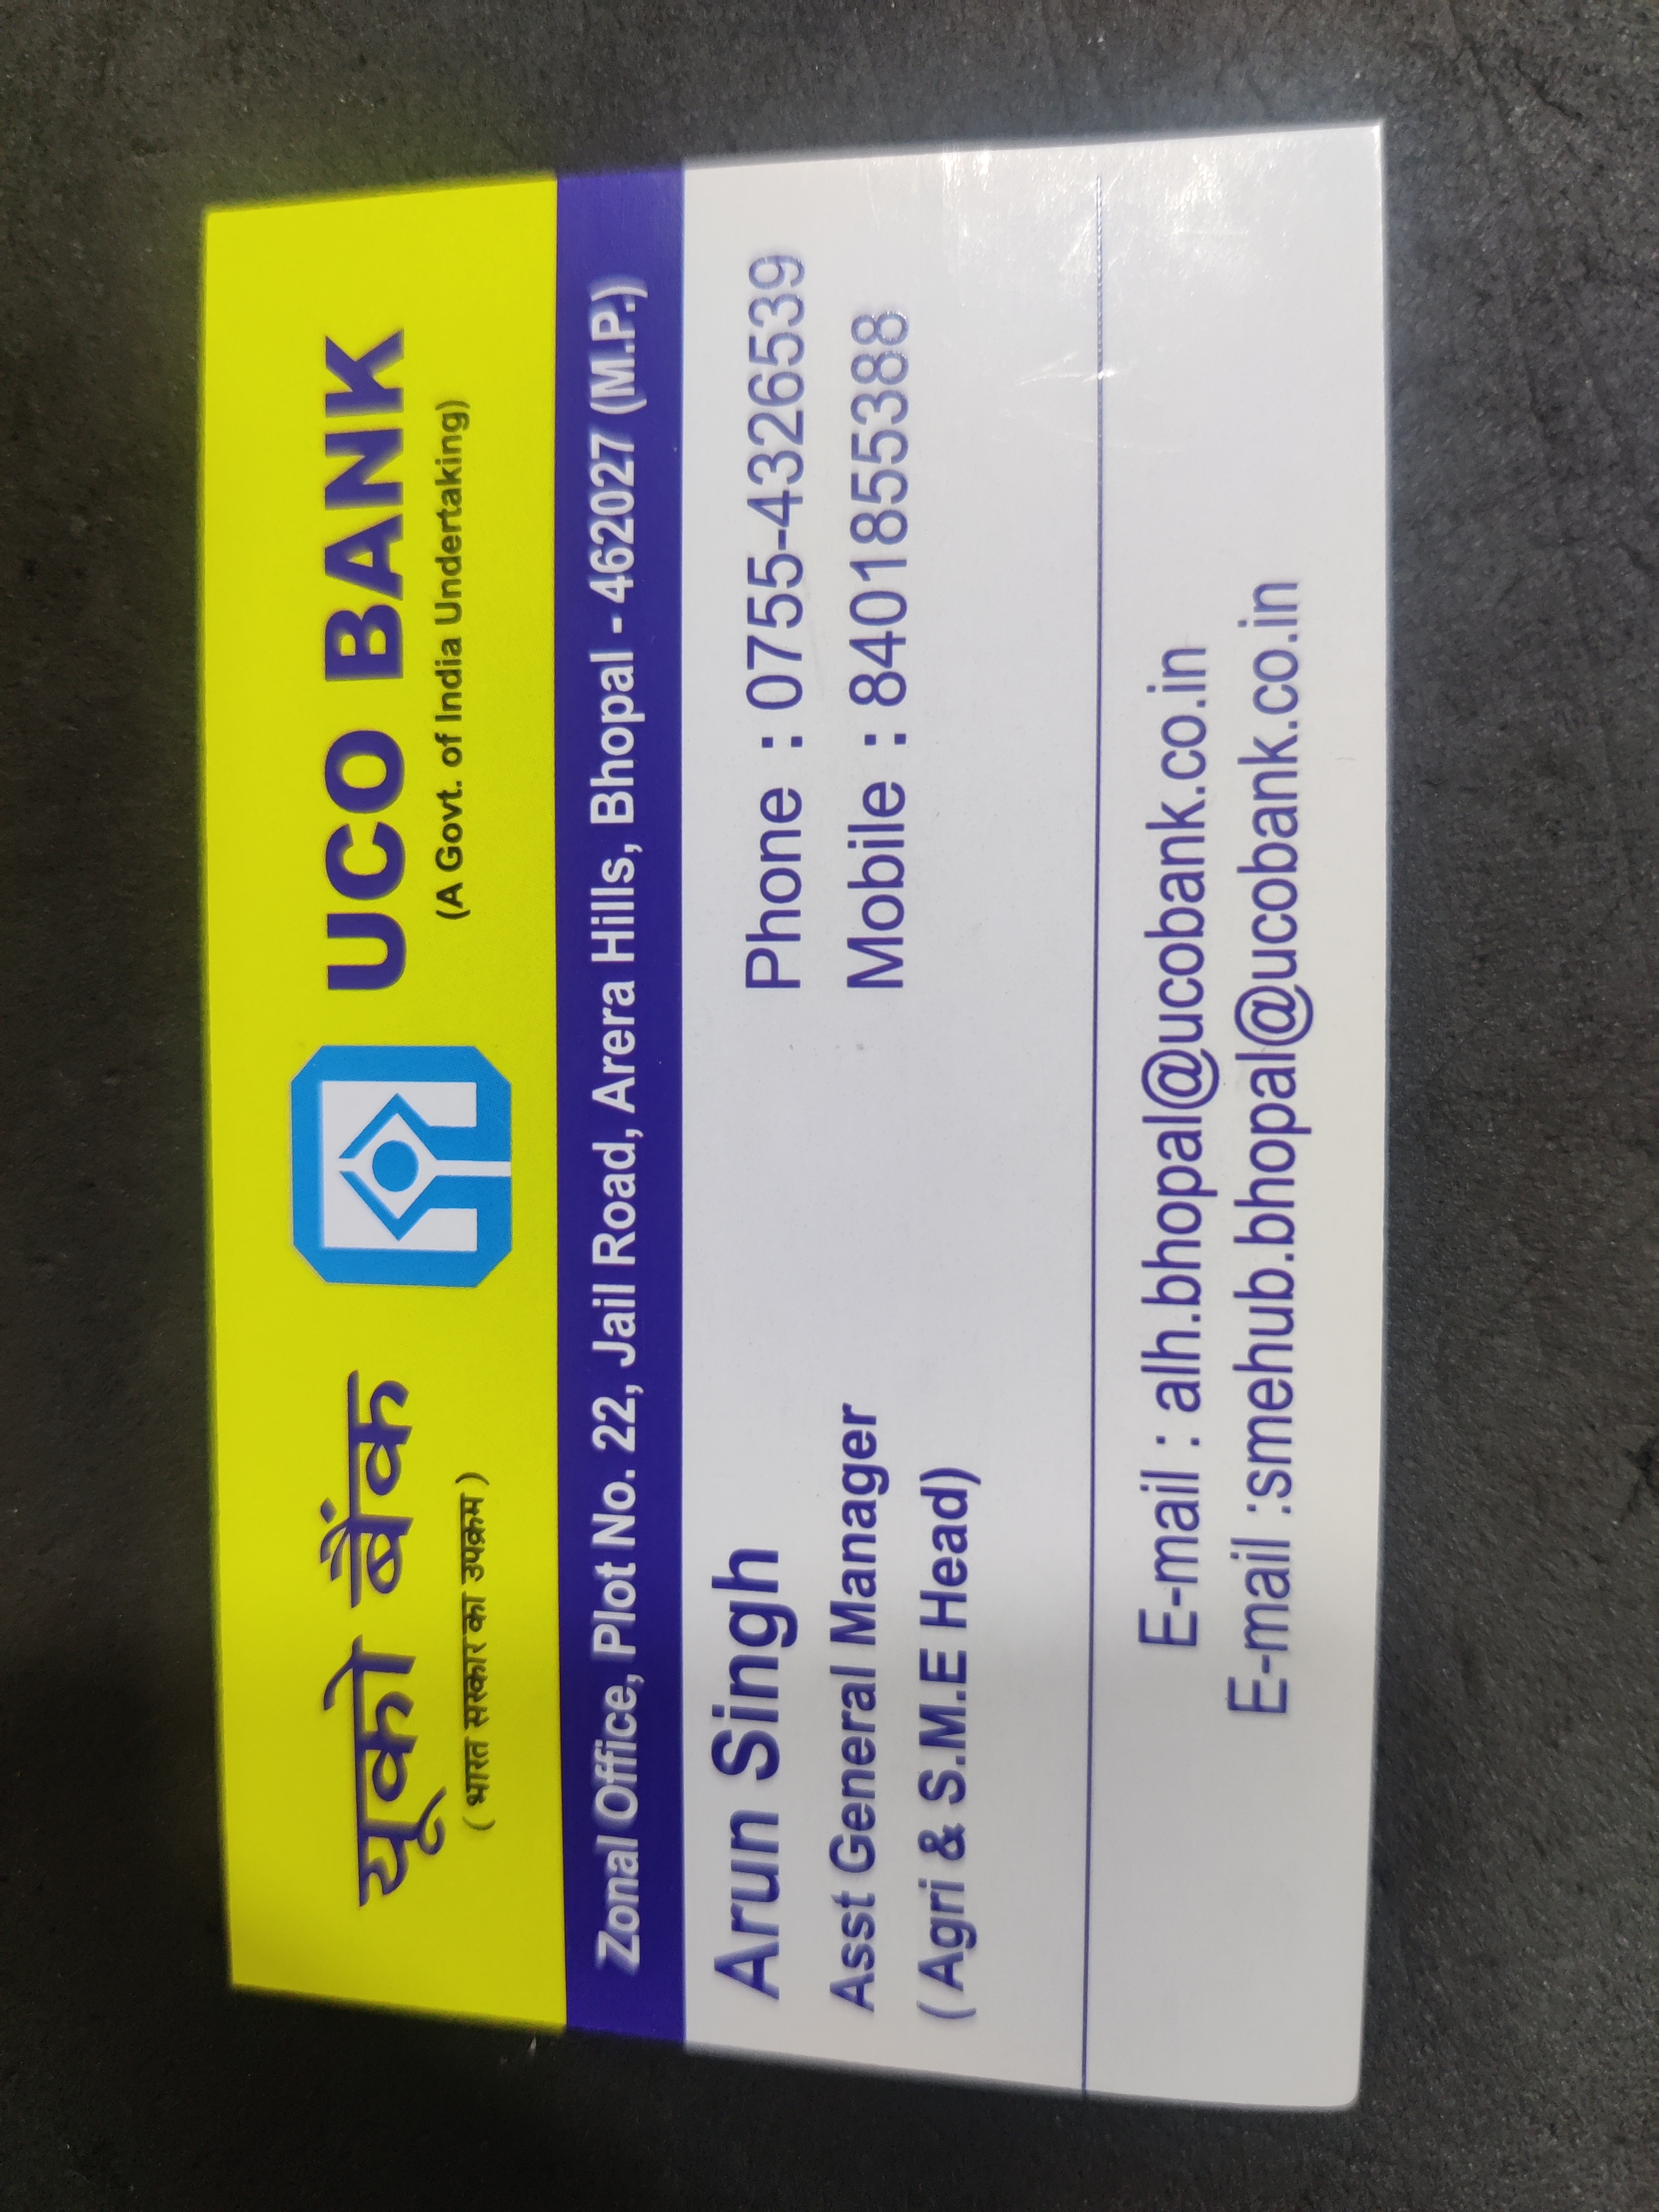 यूको बैंक
( भारत सरकार का उपक्रम )
UCO BANK
(A Govt. of India Undertaking)
Zonal Office, Plot No. 22, Jail Road, Arera Hills, Bhopal - 462027 (M.P.)
Arun Singh
Asst General Manager
(Agri & S.M.E Head)
Phone : 0755-4326539
Mobile : 8401855388
E-mail : alh.bhopal@ucobank.co.in
E-mail :smehub.bhopal@ucobank.co.in